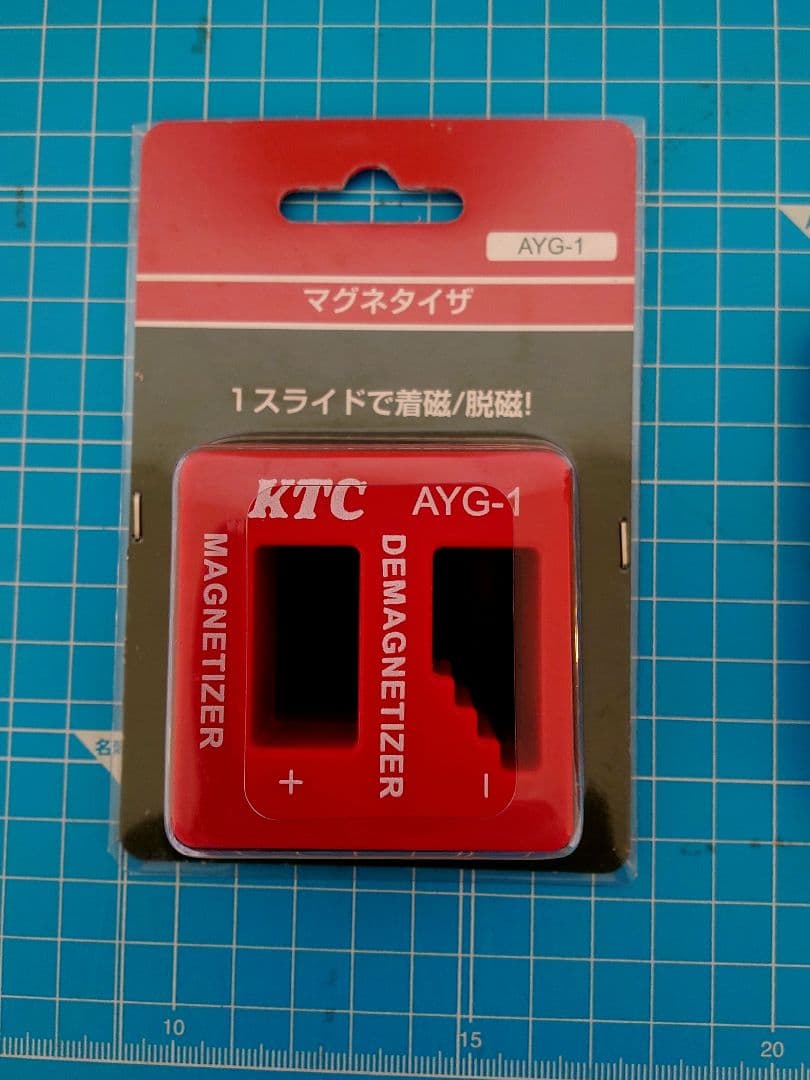 AYG-1
マグネタイザ
1スライドで着磁/脱磁!
KTC AYG-1
MAGNETIZER
DEMAGNETIZER
+ −
10 15 20